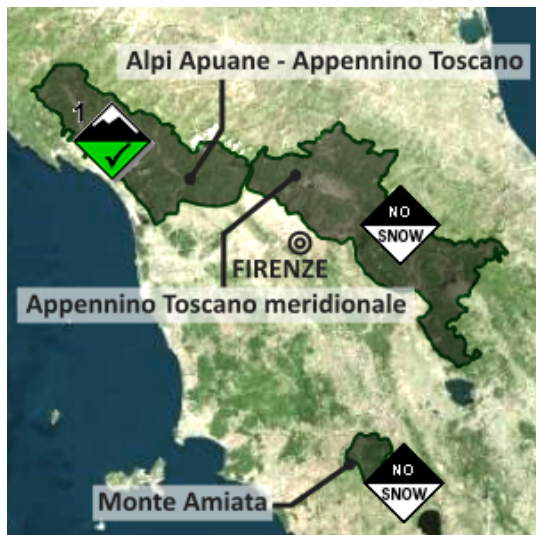 Alpi Apuane - Appennino Toscano
1
NO
SNOW
FIRENZE
Appennino Toscano meridionale
NO
SNOW
Monte Amiata